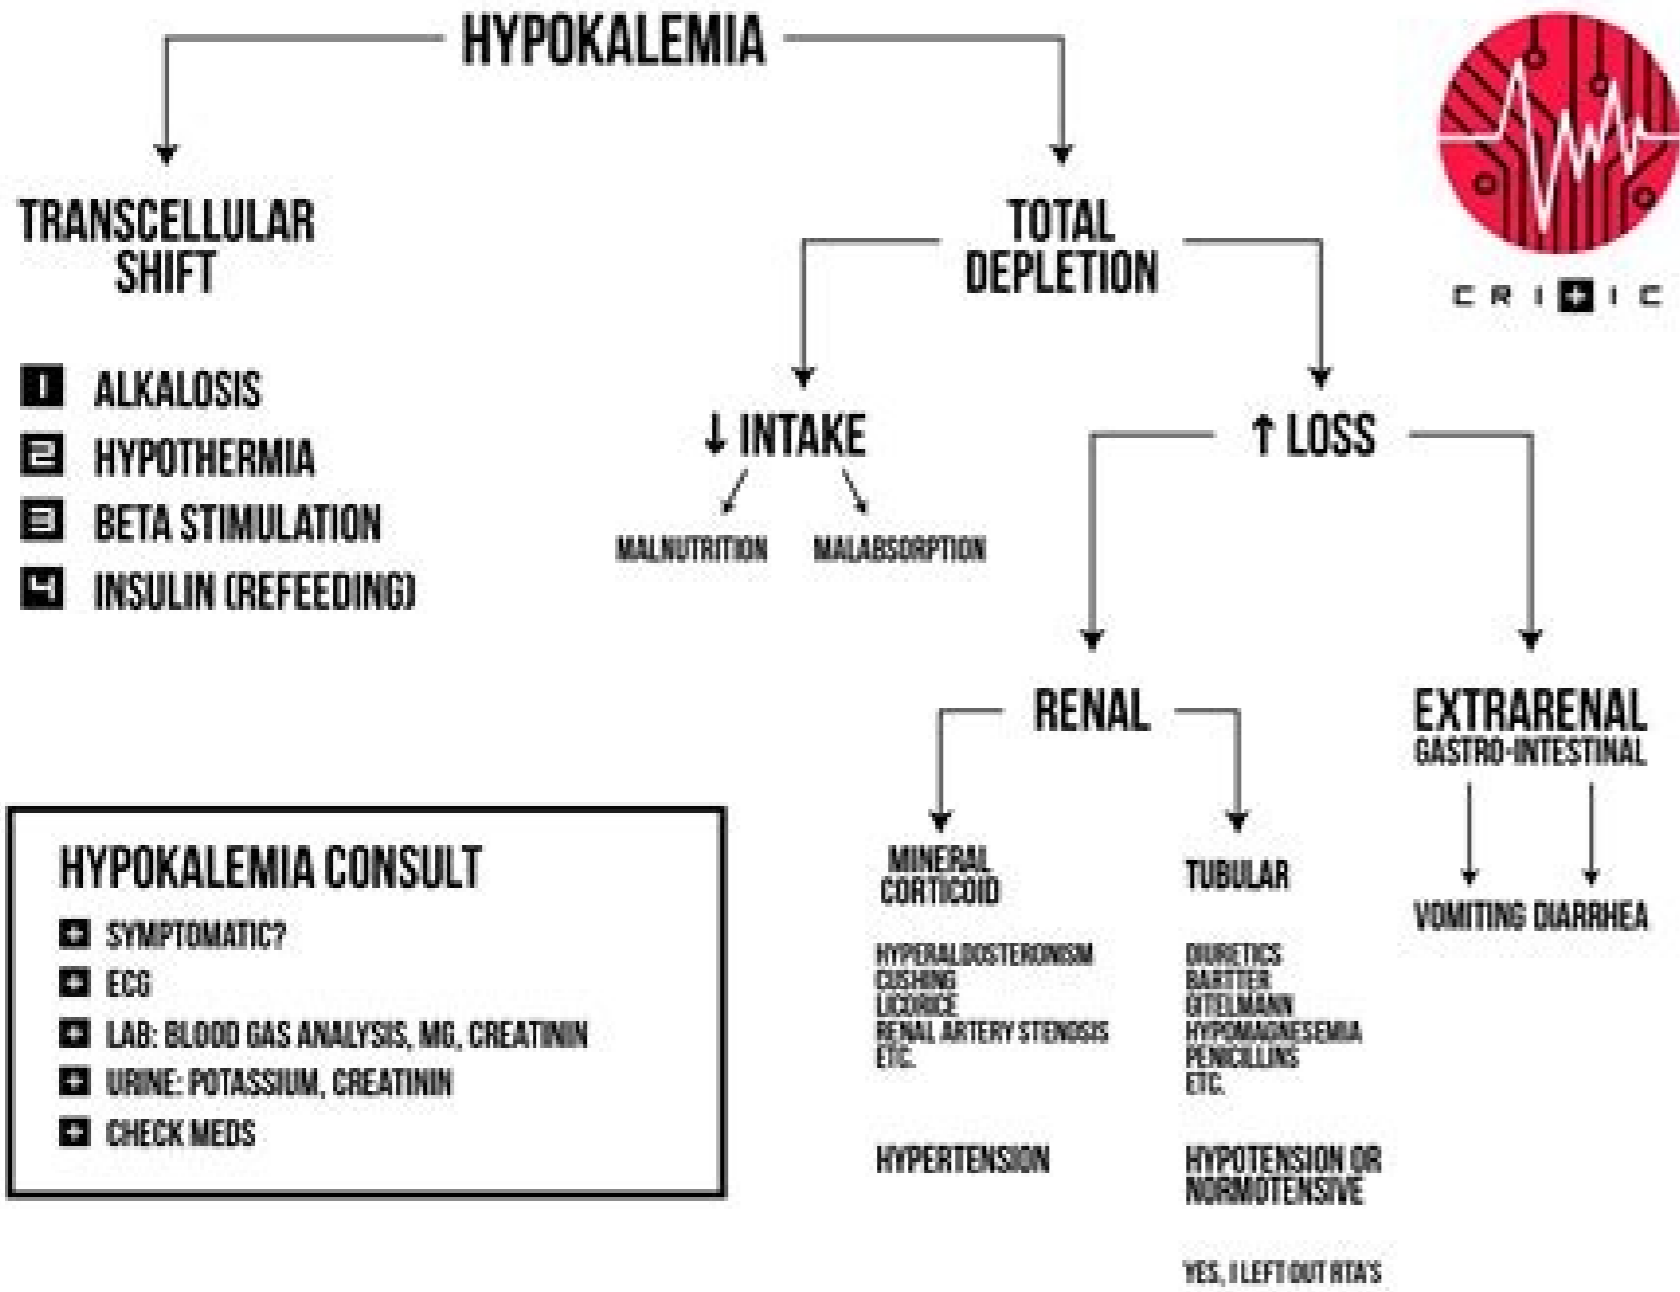 HYPOKALEMIA
TRANSCELLULAR
SHIFT
1 ALKALOSIS
2 HYPOTHERMIA
3 BETA STIMULATION
4 INSULIN (REFEEDING)
TOTAL
DEPLETION
CRI+IC
↓ INTAKE
MALNUTRITION
MALABSORPTION
↑ LOSS
RENAL
MINERAL
CORTICOID
HYPERALDOSTERONISM
CUSHING
LICORICE
RENAL ARTERY STENOSIS
ETC.
HYPERTENSION
TUBULAR
DIURETICS
BARTTER
GITELMANN
HYPOMAGNESEMIA
PENICILLINS
ETC.
HYPOTENSION OR
NORMOTENSIVE
YES, I LEFT OUT RTA'S
EXTRARENAL
GASTRO-INTESTINAL
VOMITING DIARRHEA
HYPOKALEMIA CONSULT
+ SYMPTOMATIC?
+ ECG
+ LAB: BLOOD GAS ANALYSIS, MG, CREATININ
+ URINE: POTASSIUM, CREATININ
+ CHECK MEDS